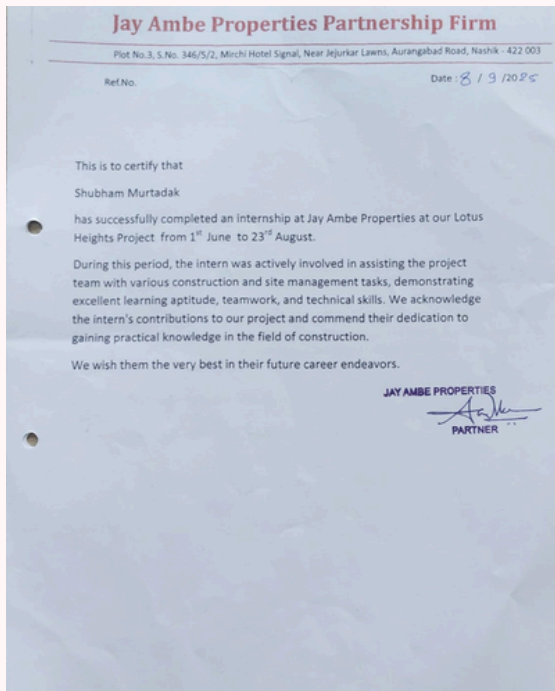 Jay Ambe Properties Partnership Firm
Plot No.3, S.No. 346/5/2, Mirchi Hotel Signal, Near Jejurkar Lawns, Aurangabad Road, Nashik - 422 003
Ref.No.
Date : 8 / 9 /2025
This is to certify that
Shubham Murtadak
has successfully completed an internship at Jay Ambe Properties at our Lotus
Heights Project from 1st June to 23rd August.
During this period, the intern was actively involved in assisting the project
team with various construction and site management tasks, demonstrating
excellent learning aptitude, teamwork, and technical skills. We acknowledge
the intern's contributions to our project and commend their dedication to
gaining practical knowledge in the field of construction.
We wish them the very best in their future career endeavors.
JAY AMBE PROPERTIES
PARTNER